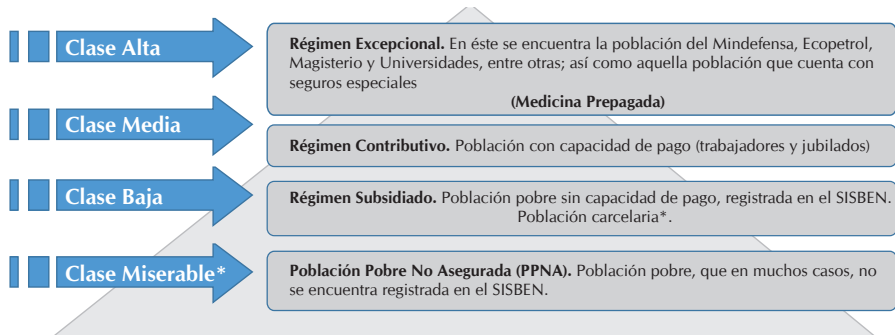 Clase Alta
Régimen Excepcional. En éste se encuentra la población del Mindefensa, Ecopetrol,
Magisterio y Universidades, entre otras; así como aquella población que cuenta con
seguros especiales
(Medicina Prepagada)
Clase Media
Régimen Contributivo. Población con capacidad de pago (trabajadores y jubilados)
Clase Baja
Régimen Subsidiado. Población pobre sin capacidad de pago, registrada en el SISBEN.
Población carcelaria*.
Clase Miserable*
Población Pobre No Asegurada (PPNA). Población pobre, que en muchos casos, no
se encuentra registrada en el SISBEN.